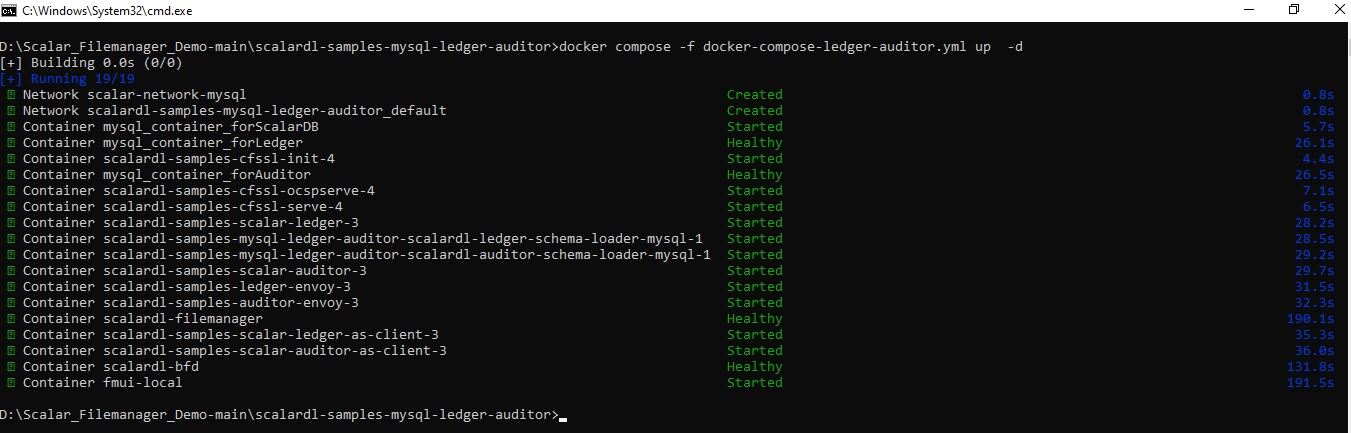 C:\Windows\System32\cmd.exe
D:\Scalar_Filemanager_Demo-main\scalardl-samples-mysql-ledger-auditor>docker compose -f docker-compose-ledger-auditor.yml up  -d
[+] Building 0.0s (0/0)
[+] Running 19/19
Network scalar-network-mysql Created 0.8s
Network scalardl-samples-mysql-ledger-auditor_default Created 0.8s
Container mysql_container_forScalarDB Started 5.7s
Container mysql_container_forLedger Healthy 26.1s
Container scalardl-samples-cfssl-init-4 Started 4.4s
Container mysql_container_forAuditor Healthy 26.5s
Container scalardl-samples-cfssl-ocspserve-4 Started 7.1s
Container scalardl-samples-cfssl-serve-4 Started 6.5s
Container scalardl-samples-scalar-ledger-3 Started 28.2s
Container scalardl-samples-mysql-ledger-auditor-scalardl-ledger-schema-loader-mysql-1 Started 28.5s
Container scalardl-samples-mysql-ledger-auditor-scalardl-auditor-schema-loader-mysql-1 Started 29.2s
Container scalardl-samples-scalar-auditor-3 Started 29.7s
Container scalardl-samples-ledger-envoy-3 Started 31.5s
Container scalardl-samples-auditor-envoy-3 Started 32.3s
Container scalardl-filemanager Healthy 190.1s
Container scalardl-samples-scalar-ledger-as-client-3 Started 35.3s
Container scalardl-samples-scalar-auditor-as-client-3 Started 36.0s
Container scalardl-bfd Healthy 131.8s
Container fmui-local Started 191.5s
D:\Scalar_Filemanager_Demo-main\scalardl-samples-mysql-ledger-auditor>